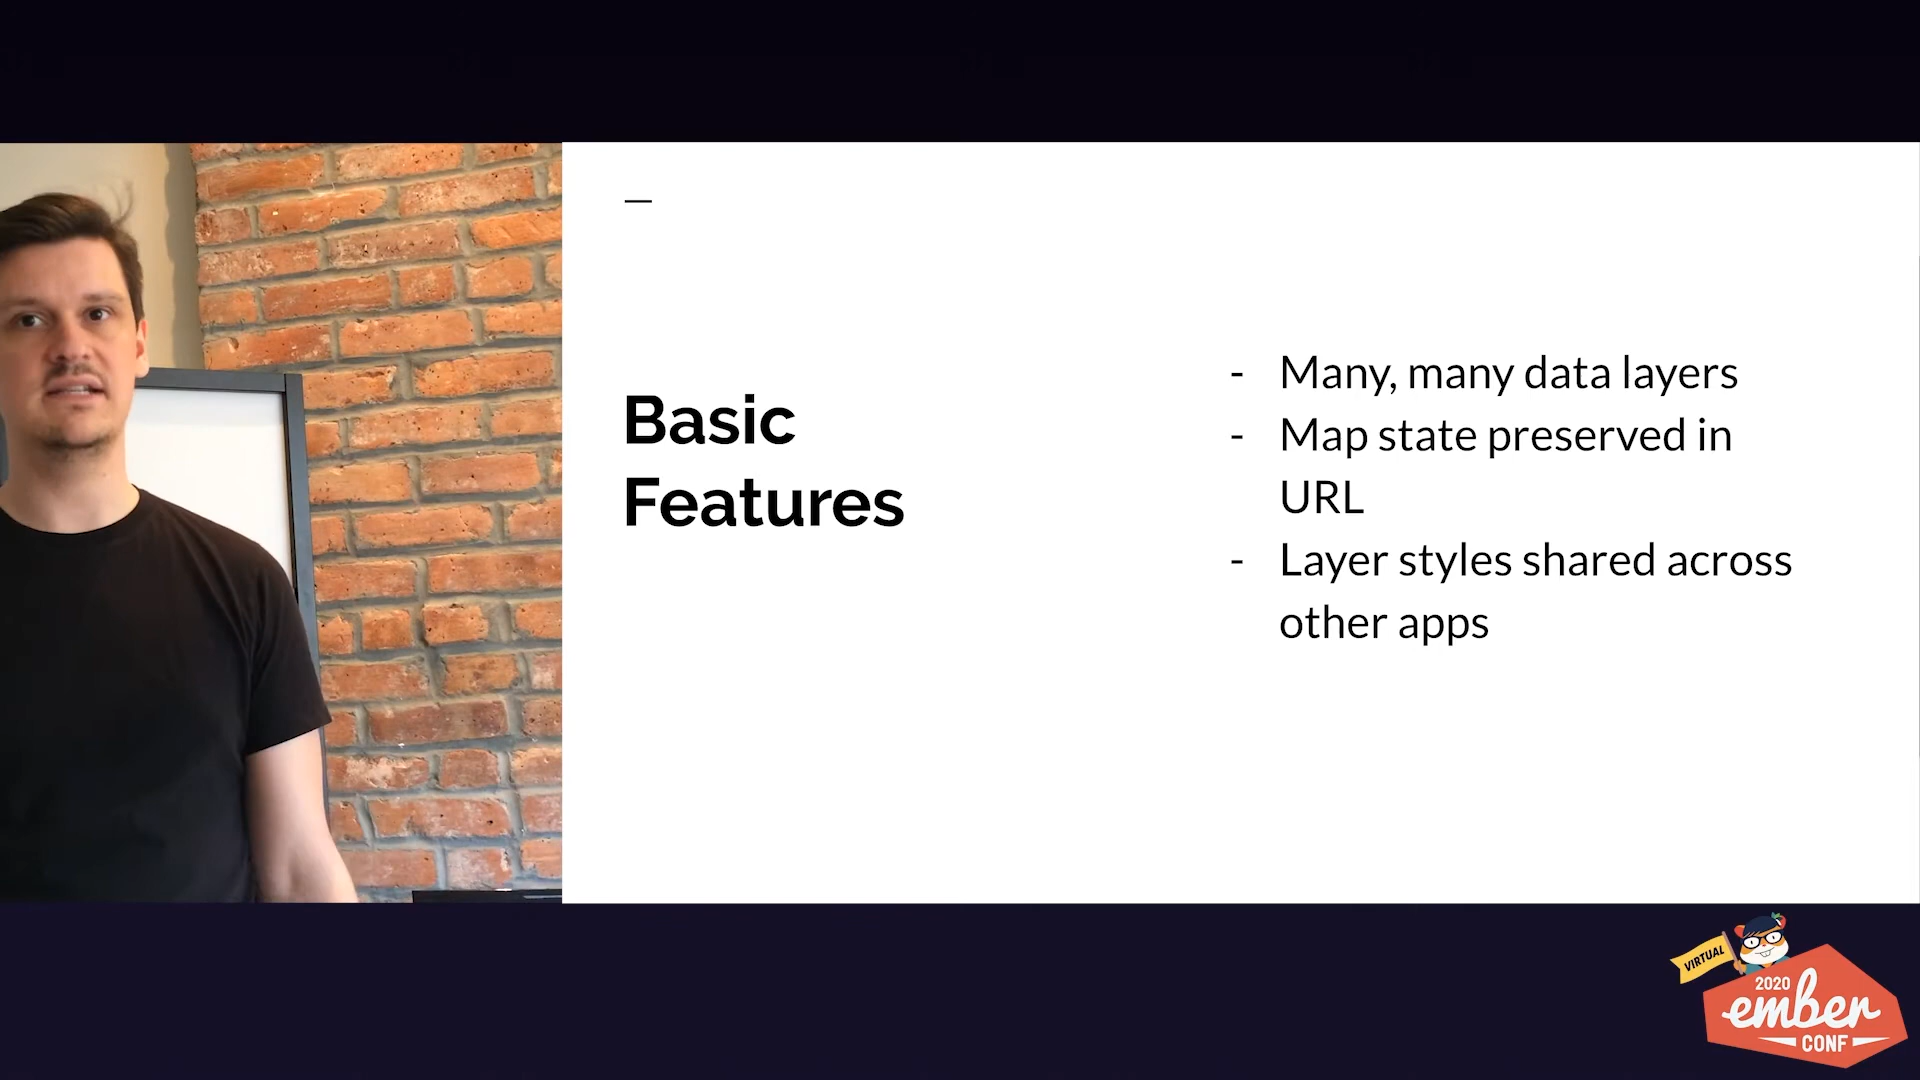 Basic
Features
- Many, many data layers
- Map state preserved in
URL
- Layer styles shared across
other apps
VIRTUAL
2020
ember
CONF